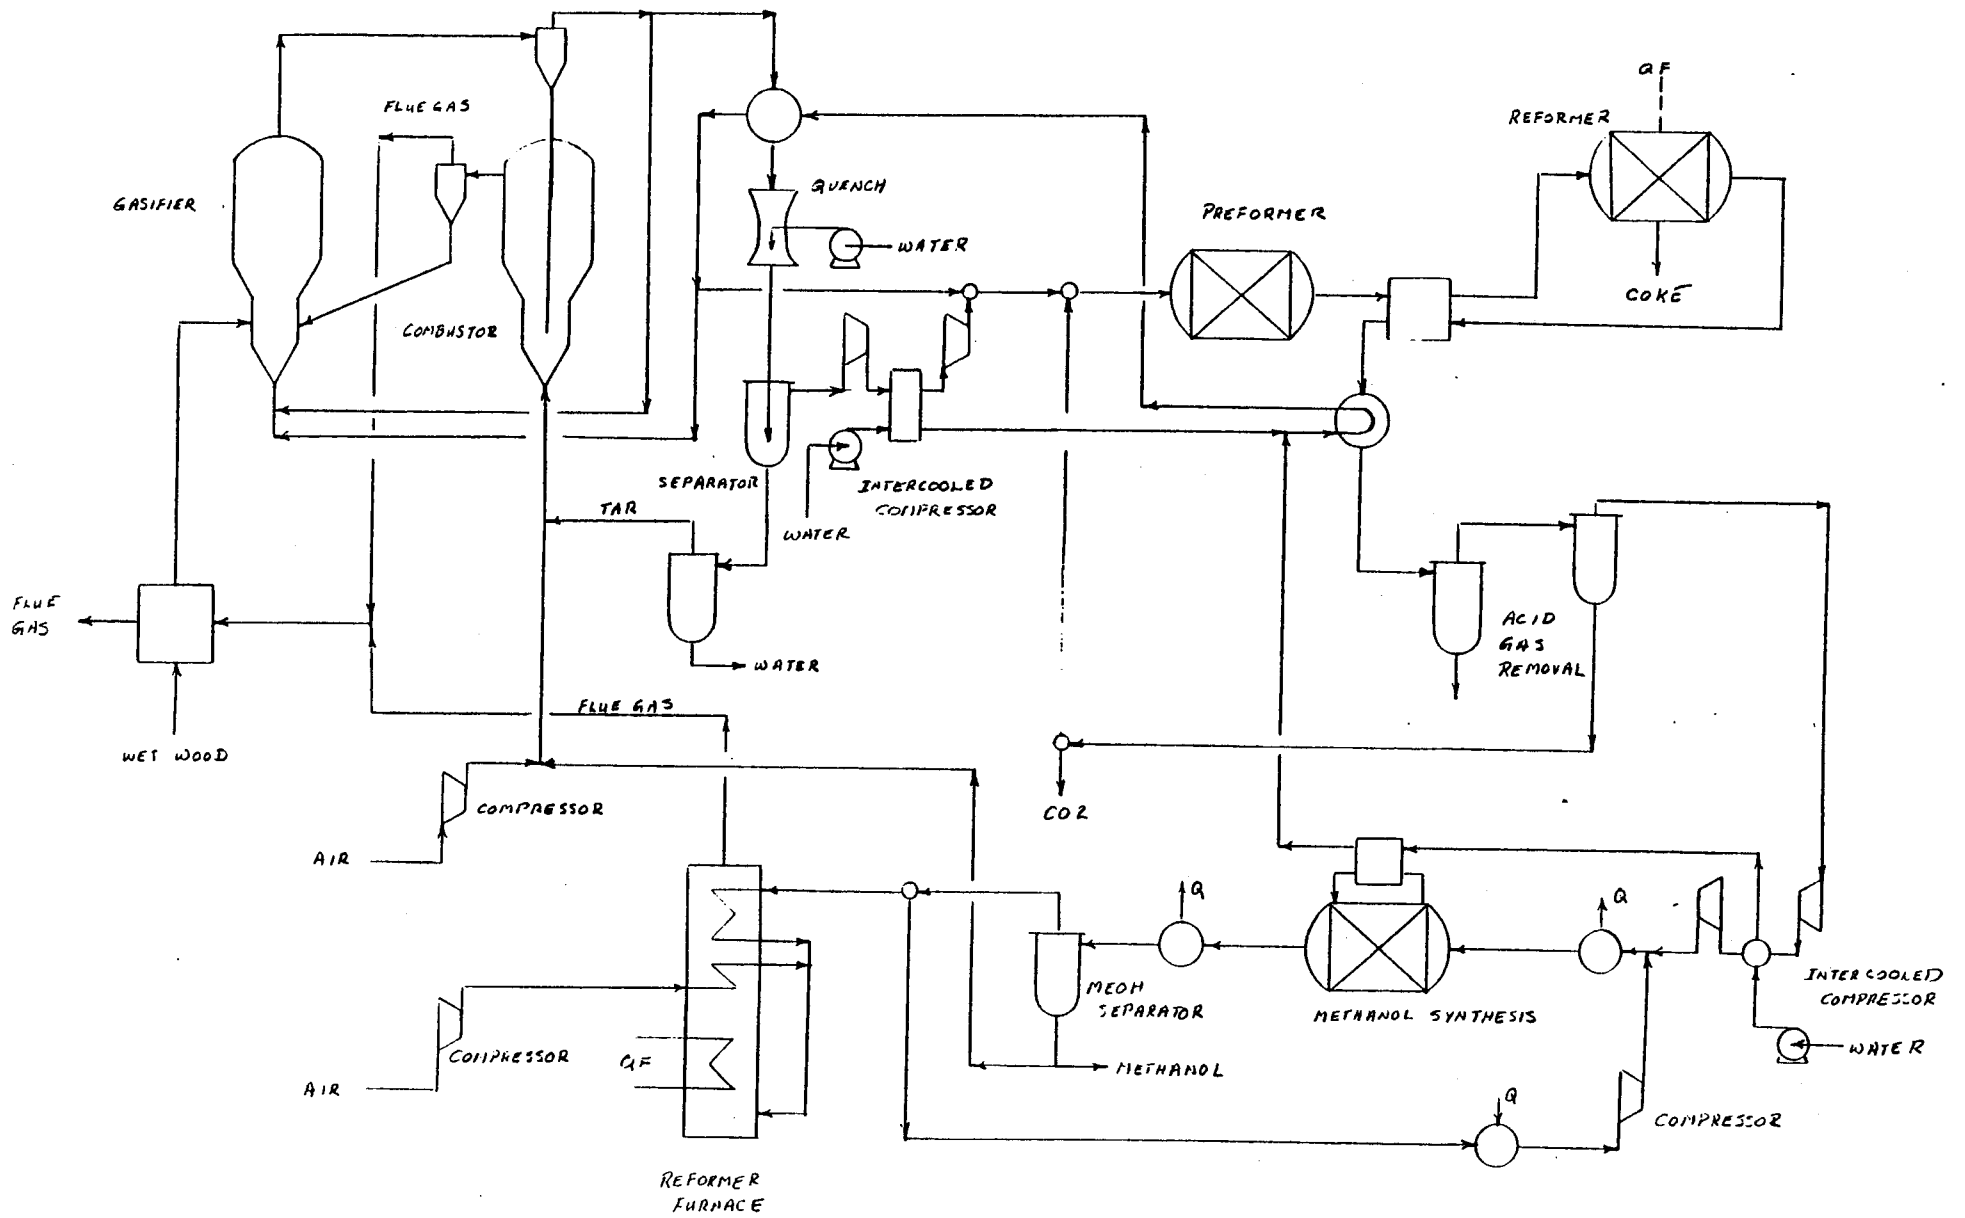 QF
REFORMER
FLUE GAS
QUENCH
GASIFIER
PREFORMER
WATER
COKE
COMBUSTOR
SEPARATOR
INTERCOOLED
COMPRESSOR
TAR
WATER
FLUE
GAS
ACID
GAS
REMOVAL
WATER
FLUE GAS
WET WOOD
COMPRESSOR
CO2
AIR
Q
Q
INTERCOOLED
COMPRESSOR
MEOH
SEPARATOR
METHANOL SYNTHESIS
COMPRESSOR
QF
WATER
METHANOL
AIR
Q
COMPRESSOR
REFORMER
FURNACE